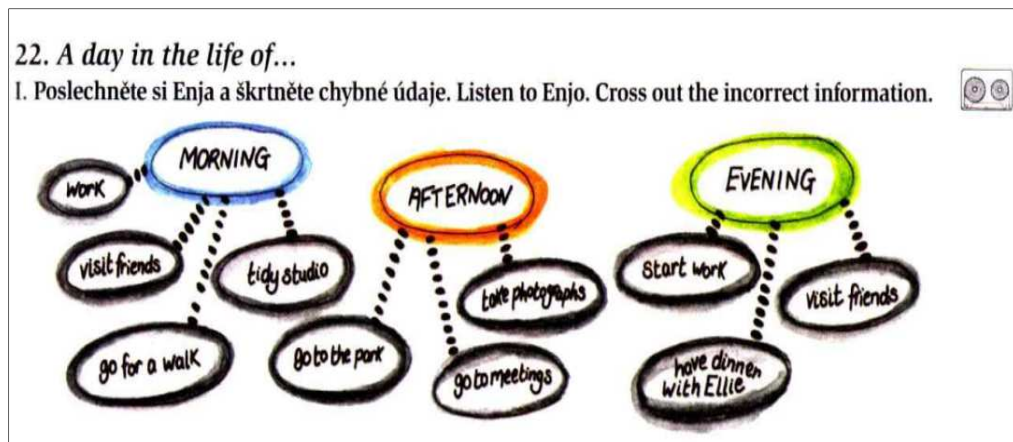 22. A day in the life of...
I. Poslechněte si Enja a škrtněte chybné údaje. Listen to Enjo. Cross out the incorrect information.
MORNING
work
visit friends
go for a walk
tidy studio
AFTERNOON
go to the park
go to meetings
take photographs
EVENING
start work
have dinner
with Ellie
visit friends